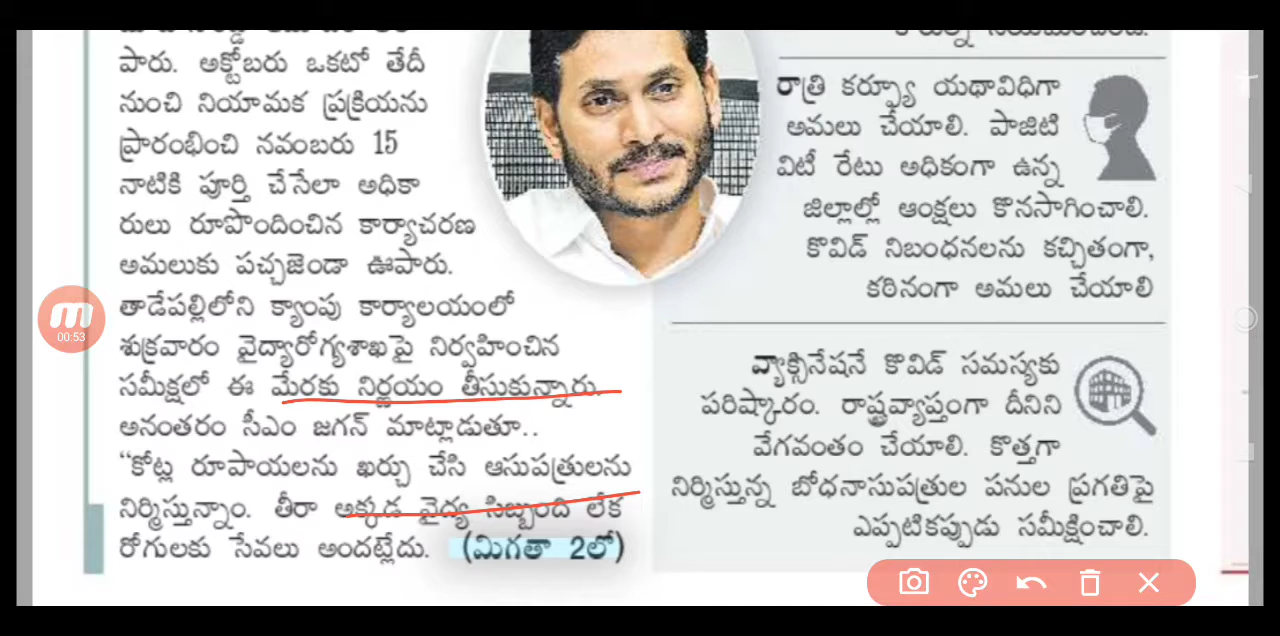 పారు. అక్టోబరు ఒకటో తేదీ
నుంచి నియామక ప్రక్రియను
ప్రారంభించి నవంబరు 15
నాటికి పూర్తి చేసేలా అధికా
రులు రూపొందించిన కార్యాచరణ
అమలుకు పచ్చజెండా ఊపారు.
తాడేపల్లిలోని క్యాంపు కార్యాలయంలో
శుక్రవారం వైద్యారోగ్యశాఖపై నిర్వహించిన
సమీక్షలో ఈ మేరకు నిర్ణయం తీసుకున్నారు.
అనంతరం సీఎం జగన్ మాట్లాడుతూ..
“కోట్ల రూపాయలను ఖర్చు చేసి ఆసుపత్రులను
నిర్మిస్తున్నాం. తీరా అక్కడ వైద్య సిబ్బంది లేక
రోగులకు సేవలు అందట్లేదు. (మిగతా 2లో)
రాత్రి కర్ఫ్యూ యథావిధిగా
అమలు చేయాలి. పాజిటి
విటీ రేటు అధికంగా ఉన్న
జిల్లాల్లో ఆంక్షలు కొనసాగించాలి.
కొవిడ్ నిబంధనలను కచ్చితంగా,
కఠినంగా అమలు చేయాలి
వ్యాక్సినేషనే కొవిడ్ సమస్యకు
పరిష్కారం. రాష్ట్రవ్యాప్తంగా దీనిని
వేగవంతం చేయాలి. కొత్తగా
నిర్మిస్తున్న బోధనాసుపత్రుల పనుల ప్రగతిపై
ఎప్పటికప్పుడు సమీక్షించాలి.
00:53